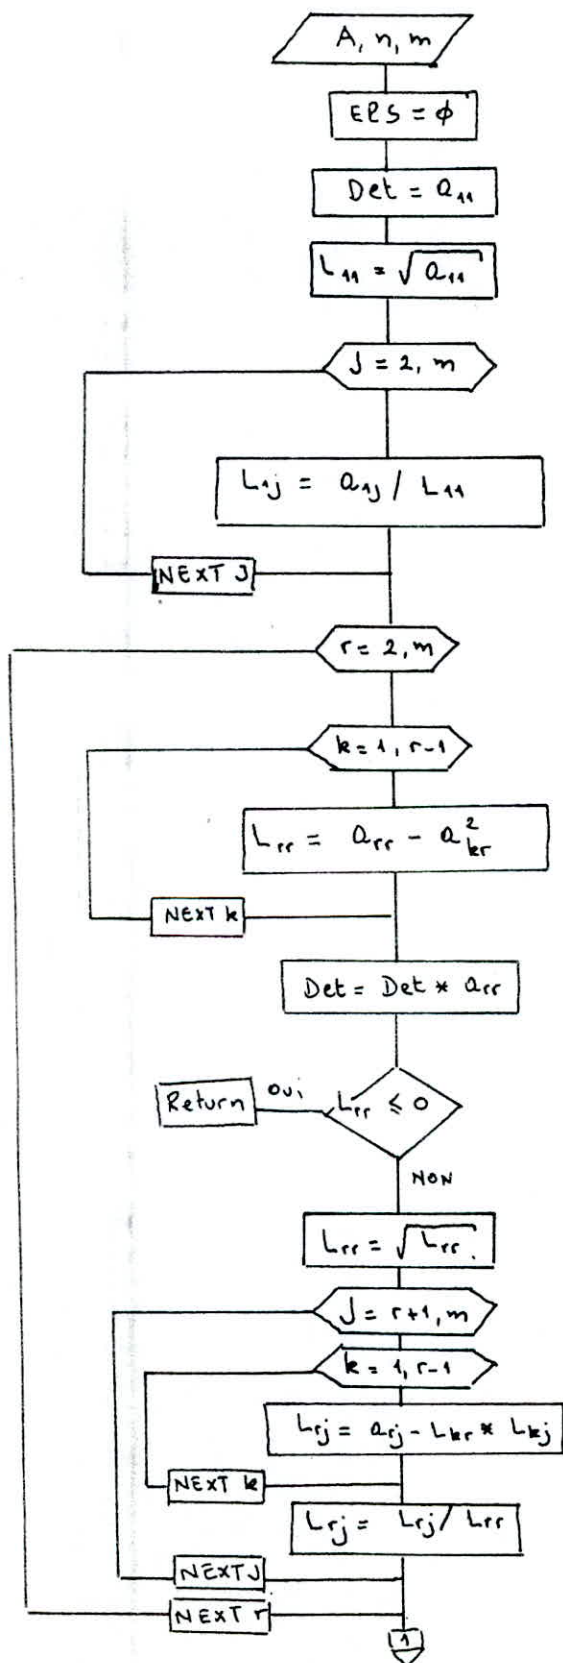 A, n, m
EPS = ϕ
Det = a₁₁
L₁₁ = √a₁₁
J = 2, m
L₁j = a₁j / L₁₁
NEXT J
r = 2, m
k = 1, r-1
Lrr = arr - a²kr
NEXT k
Det = Det * arr
Return
Oui
Lrr ≤ 0
NON
Lrr = √Lrr
J = r+1, m
k = 1, r-1
Lrj = arj - Lkr * Lkj
NEXT k
Lrj = Lrj / Lrr
NEXT J
NEXT r
1